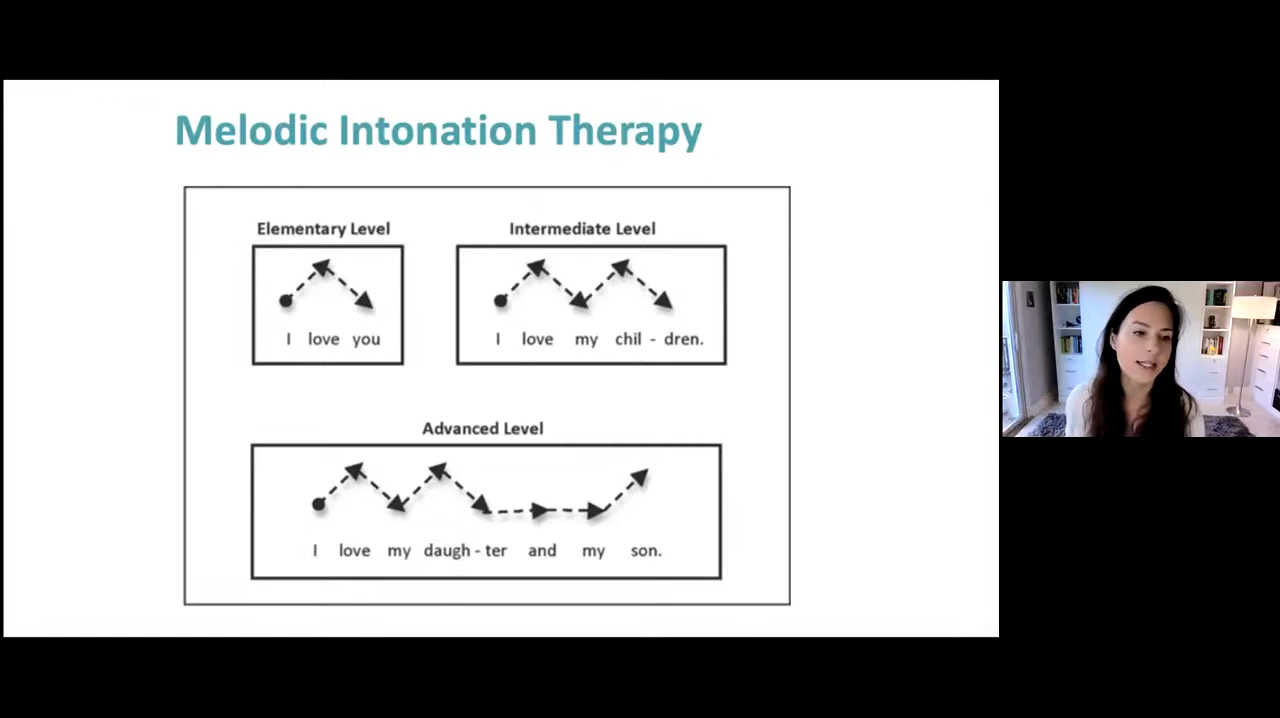 Melodic Intonation Therapy
Elementary Level
I love you
Intermediate Level
I love my chil - dren.
Advanced Level
I love my daugh - ter and my son.